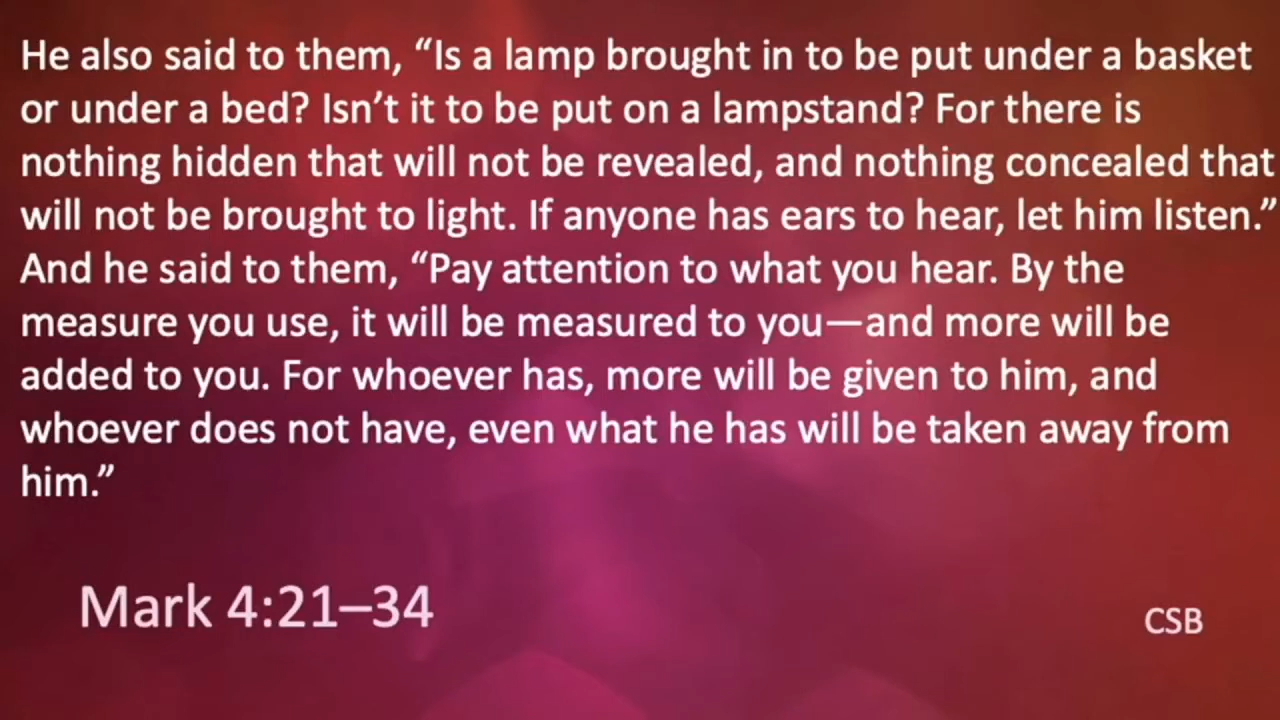 He also said to them, “Is a lamp brought in to be put under a basket
or under a bed? Isn’t it to be put on a lampstand? For there is
nothing hidden that will not be revealed, and nothing concealed that
will not be brought to light. If anyone has ears to hear, let him listen.”
And he said to them, “Pay attention to what you hear. By the
measure you use, it will be measured to you—and more will be
added to you. For whoever has, more will be given to him, and
whoever does not have, even what he has will be taken away from
him.”
Mark 4:21–34
CSB